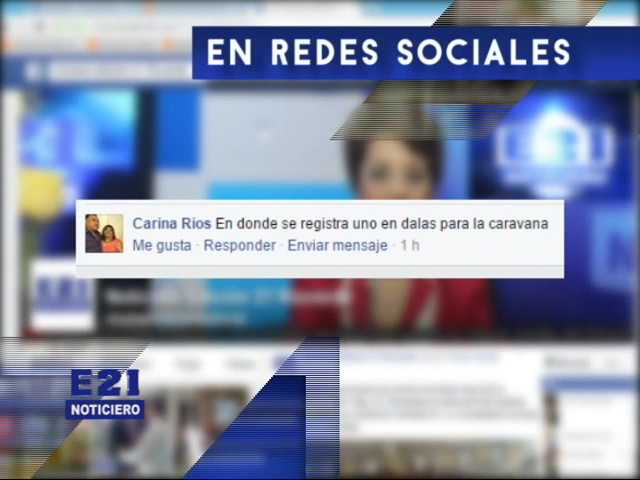 EN REDES SOCIALES
Carina Rios En donde se registra uno en dalas para la caravana
Me gusta · Responder · Enviar mensaje · 1 h
E21
NOTICIERO